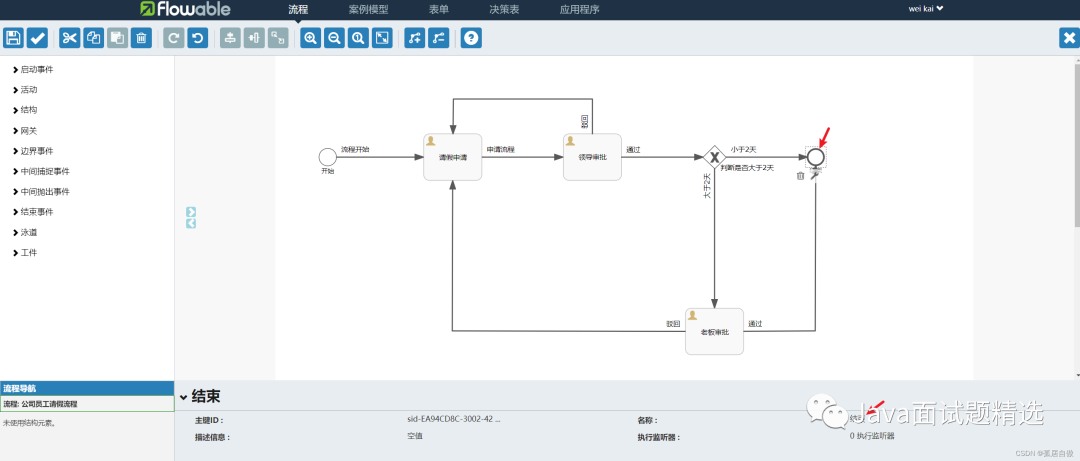 flowable 流程 案例模型 表单 决策表 应用程序 wei kai
启动事件
活动
结构
网关
边界事件
中间捕捉事件
中间抛出事件
结束事件
泳道
工件
驳回
流程开始
请假申请
申请流程
领导审批
通过
小于2天
判断是否大于2天
开始
大于2天
驳回
老板审批
通过
流程导航
流程: 公司员工请假流程
未使用结构元素。
结束
主键ID :
sid-EA94CD8C-3002-42 ...
名称 :
描述信息 :
空值
执行监听器 :
0 执行监听器
Java面试题精选
CSDN @孤居自傲